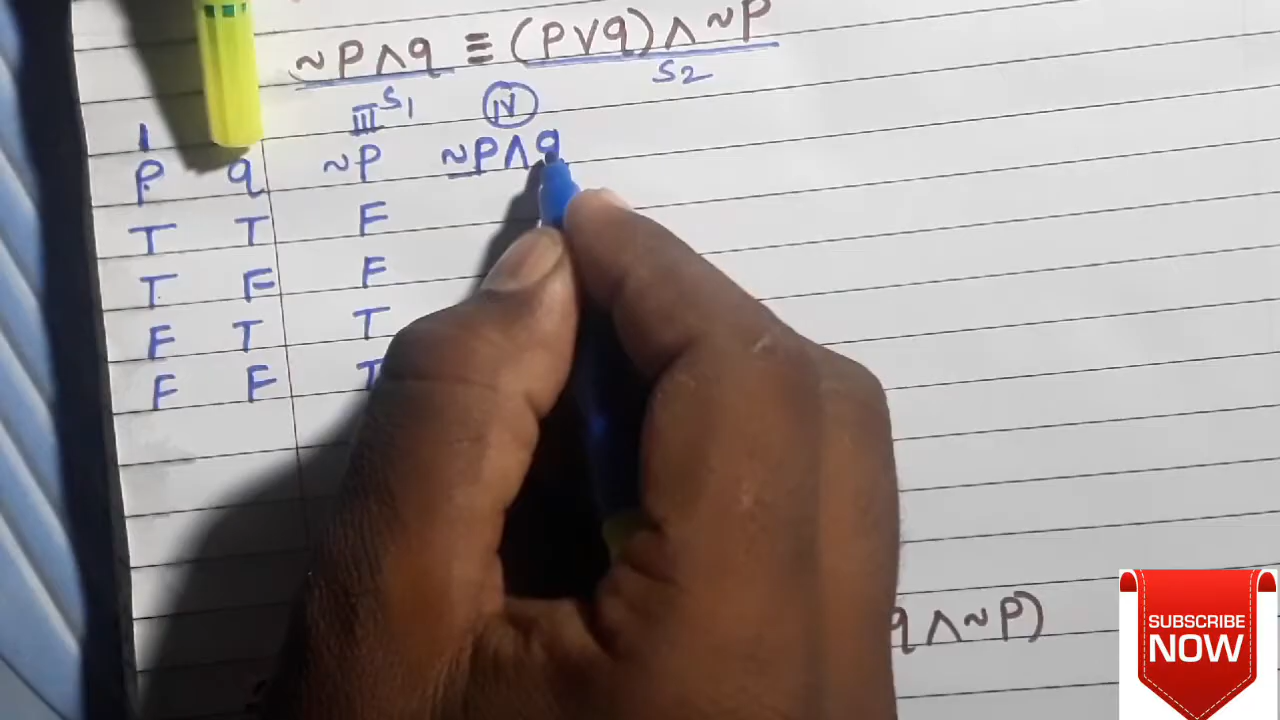 ~P∧q ≡ (P∨q)∧~P
S1 S2
I III IV
P q ~P ~P∧q
T T F
T F F
F T T
F F T
q∧~P)
SUBSCRIBE
NOW